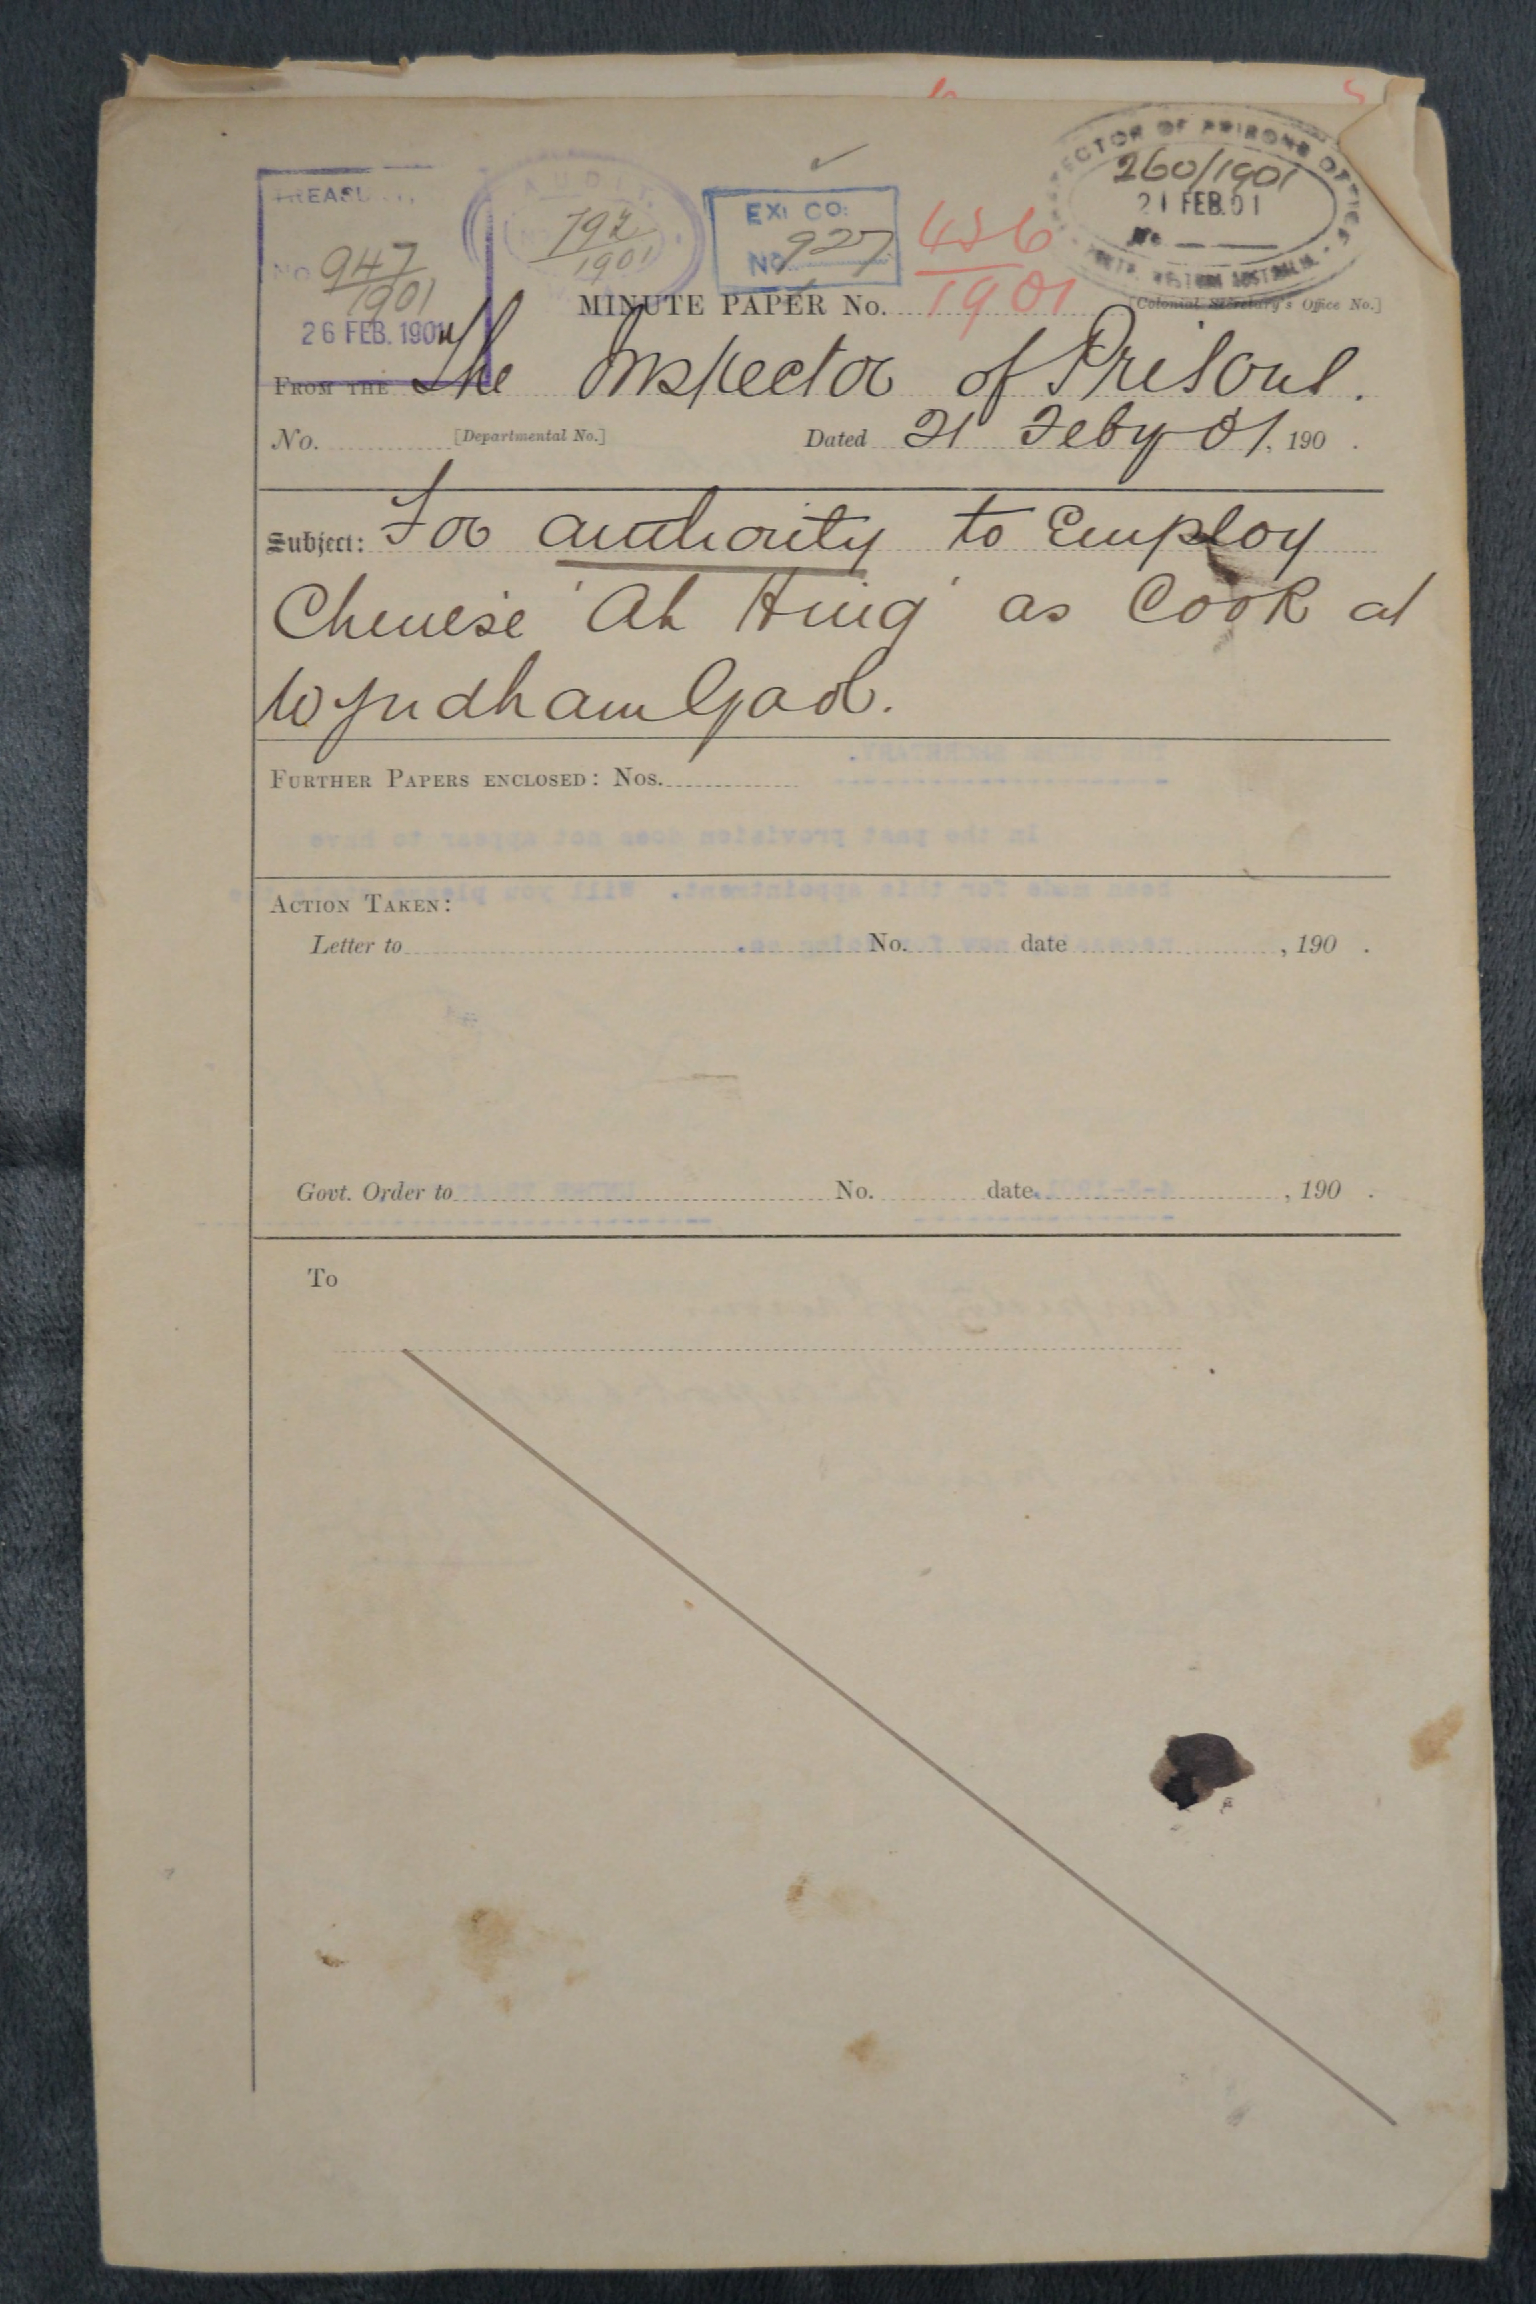 TREASURY
No 947/1901
26 FEB. 1901
AUDIT
792/1901
EX: CO:
No 927
456/1901
INSPECTOR OF PRISONS OFFICE
260/1901
21 FEB.01
No.
PERTH, WESTERN AUSTRALIA
MINUTE PAPER No. [Colonial Secretary's Office No.]
FROM THE The Inspector of Prisons.
No. [Departmental No.] Dated 21 Feby 01, 190 .
Subject: For authority to Employ
Chinese 'Ah Hing' as Cook at
Wyndham Gaol.
FURTHER PAPERS ENCLOSED: Nos.
ACTION TAKEN:
Letter to No. date , 190 .
Govt. Order to No. date , 190 .
To